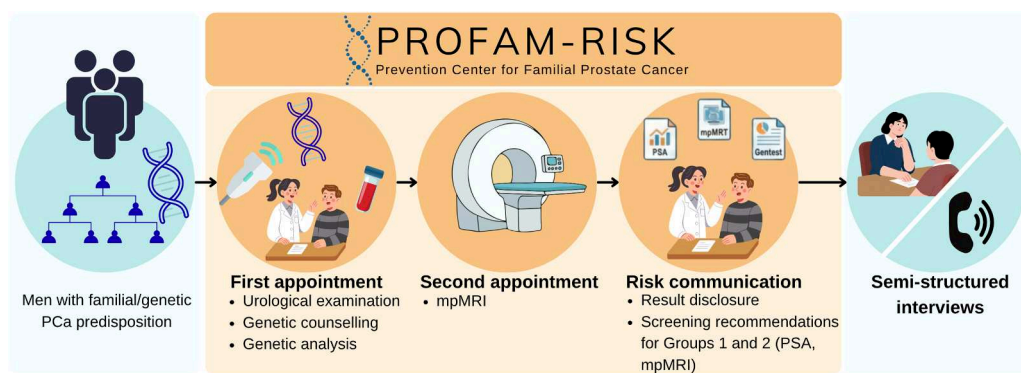 PROFAM-RISK
Prevention Center for Familial Prostate Cancer
PSA
mpMRT
Gentest
Men with familial/genetic
PCa predisposition
First appointment
• Urological examination
• Genetic counselling
• Genetic analysis
Second appointment
• mpMRI
Risk communication
• Result disclosure
• Screening recommendations
for Groups 1 and 2 (PSA,
mpMRI)
Semi-structured
interviews